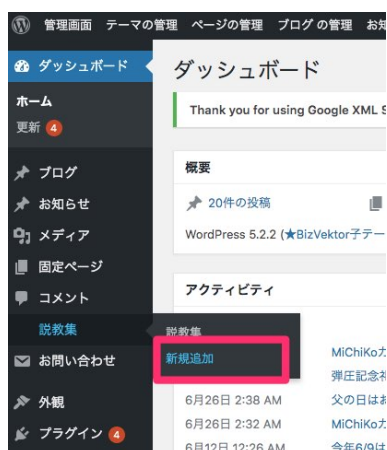 管理画面 テーマの管理 ページの管理 ブログの管理 お知
ダッシュボード
ダッシュボード
ホーム
更新 4
Thank you for using Google XML S
ブログ
お知らせ
メディア
固定ページ
コメント
説教集
お問い合わせ
外観
プラグイン 4
概要
20件の投稿
WordPress 5.2.2 (★BizVektor子テー
アクティビティ
説教集
新規追加
MiChiKoカ
弾圧記念
6月26日 2:38 AM 父の日はお
6月26日 2:32 AM MiChiKoカ
6月12日 12:26 AM 今年6/9は